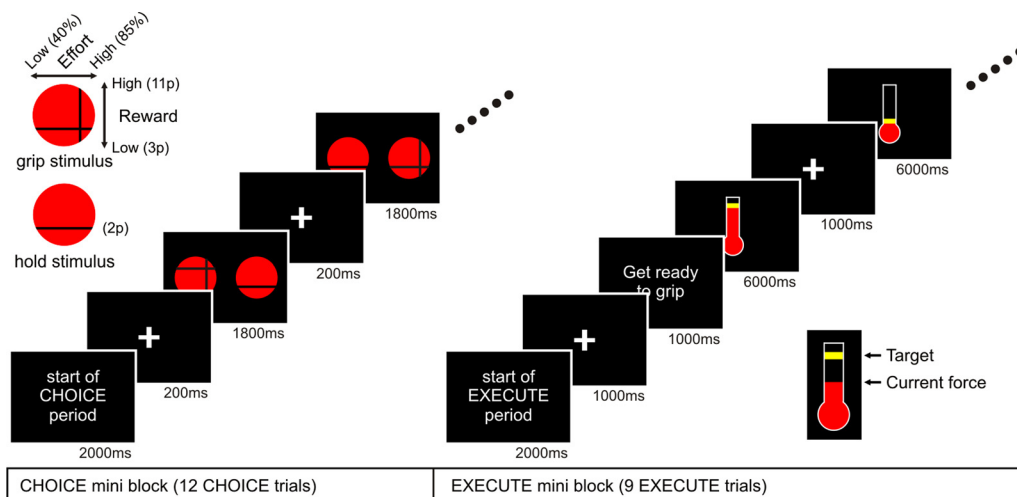 Low (40%)
Effort
High (85%)
High (11p)
Reward
Low (3p)
grip stimulus
(2p)
hold stimulus
start of
CHOICE
period
2000ms
200ms
1800ms
200ms
1800ms
start of
EXECUTE
period
2000ms
1000ms
Get ready
to grip
1000ms
6000ms
1000ms
6000ms
Target
Current force
CHOICE mini block (12 CHOICE trials)
EXECUTE mini block (9 EXECUTE trials)